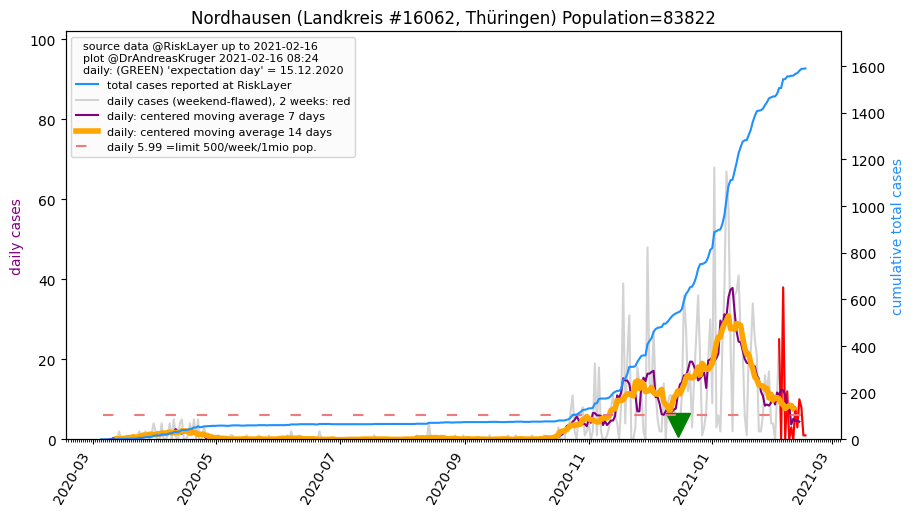 Nordhausen (Landkreis #16062, Thüringen) Population=83822
source data @RiskLayer up to 2021-02-16
plot @DrAndreasKruger 2021-02-16 08:24
daily: (GREEN) 'expectation day' = 15.12.2020
total cases reported at RiskLayer
daily cases (weekend-flawed), 2 weeks: red
daily: centered moving average 7 days
daily: centered moving average 14 days
daily 5.99 =limit 500/week/1mio pop.
daily cases
100
80
60
40
20
0
cumulative total cases
1600
1400
1200
1000
800
600
400
200
0
2020-03
2020-05
2020-07
2020-09
2020-11
2021-01
2021-03